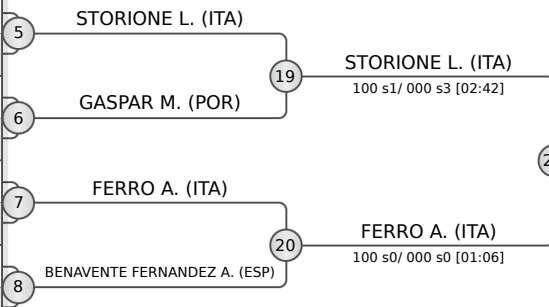 STORIONE L. (ITA)
5
19
STORIONE L. (ITA)
100 s1/ 000 s3 [02:42]
GASPAR M. (POR)
6
FERRO A. (ITA)
7
20
FERRO A. (ITA)
100 s0/ 000 s0 [01:06]
BENAVENTE FERNANDEZ A. (ESP)
8